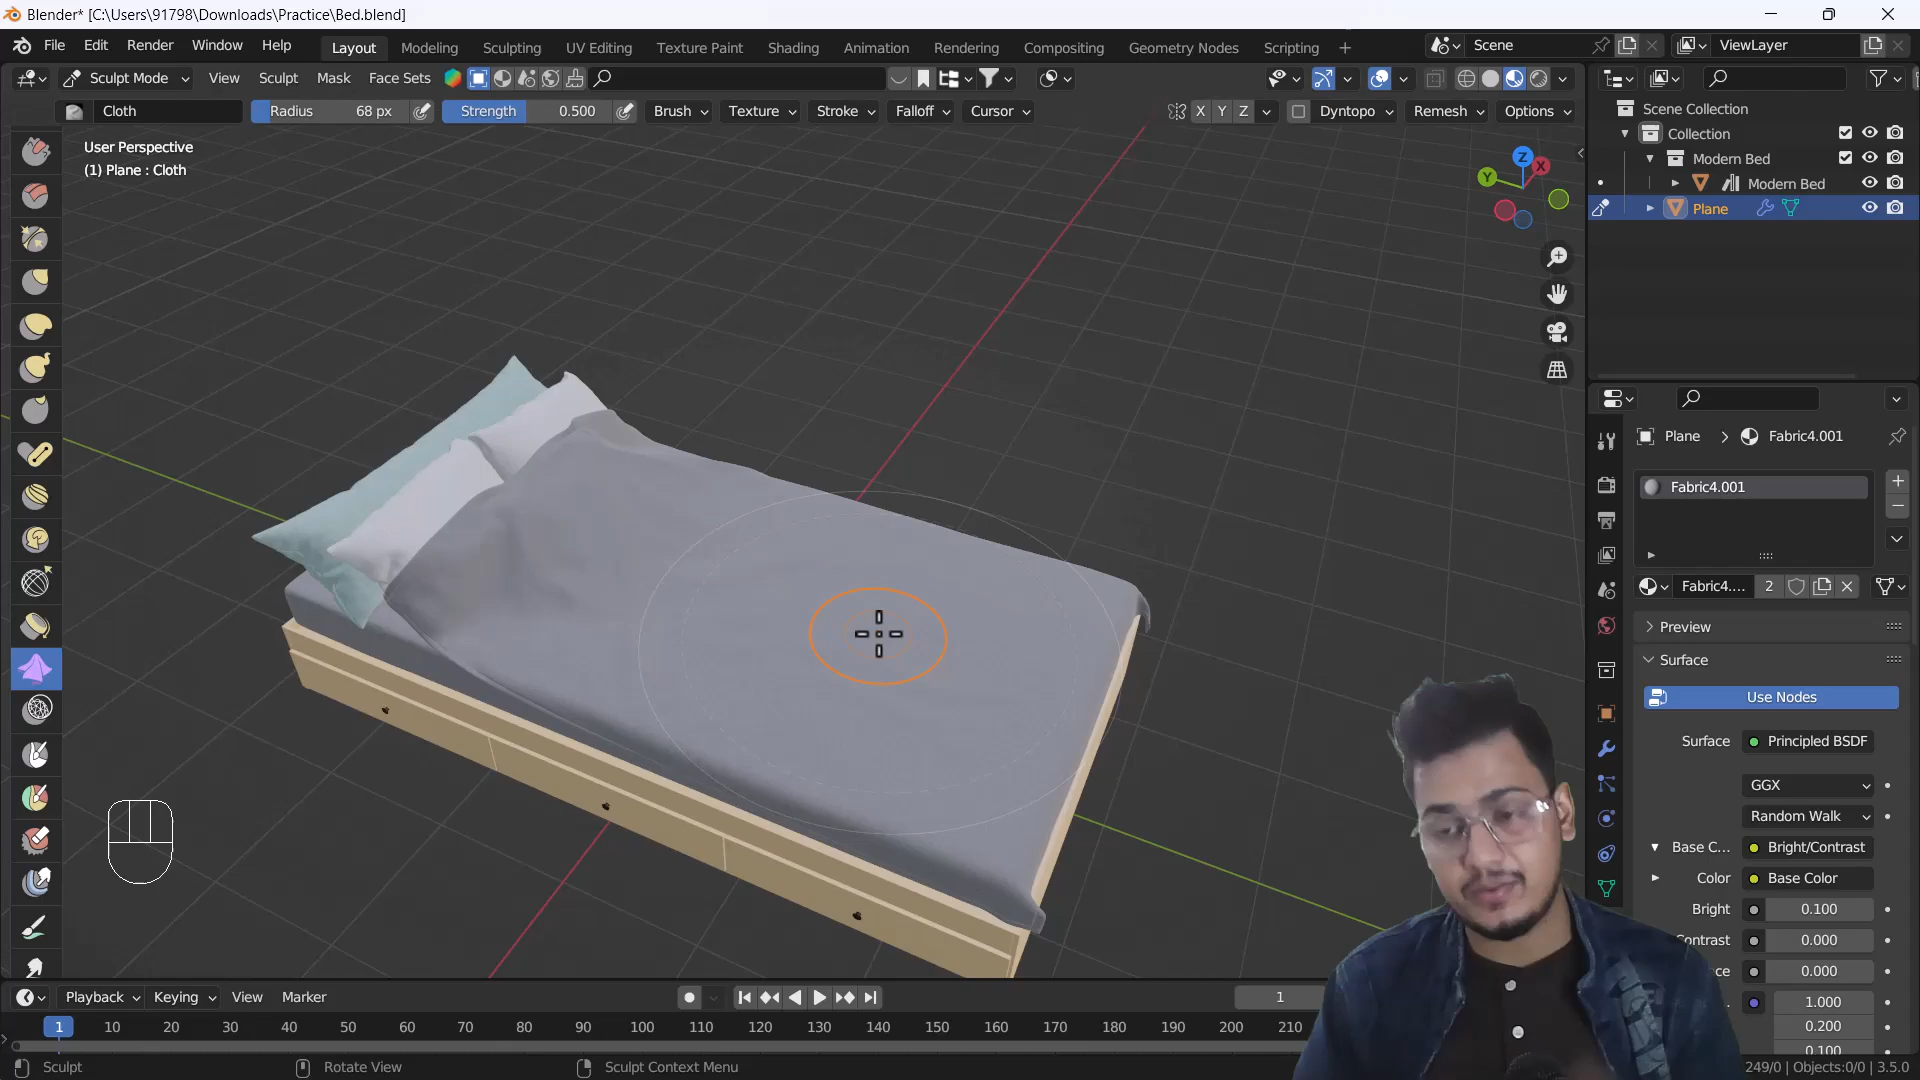 Blender* [C:\Users\91798\Downloads\Practice\Bed.blend]
File Edit Render Window Help
Layout Modeling Sculpting UV Editing Texture Paint Shading Animation Rendering Compositing Geometry Nodes Scripting +
Scene
ViewLayer
Sculpt Mode View Sculpt Mask Face Sets
Cloth Radius 68 px Strength 0.500 Brush Texture Stroke Falloff Cursor
X Y Z Dyntopo Remesh Options
User Perspective
(1) Plane : Cloth
Z
X
Y
Scene Collection
Collection
Modern Bed
Modern Bed
Plane
Plane Fabric4.001
Fabric4.001
Fabric4.... 2
Preview
Surface
Use Nodes
Surface Principled BSDF
GGX
Random Walk
Base C... Bright/Contrast
Color Base Color
Bright 0.100
Contrast 0.000
0.000
1.000
0.200
0.100
Playback Keying View Marker
1
1 10 20 30 40 50 60 70 80 90 100 110 120 130 140 150 160 170 180 190 200 210
Sculpt Rotate View Sculpt Context Menu
249/0 | Objects:0/0 | 3.5.0